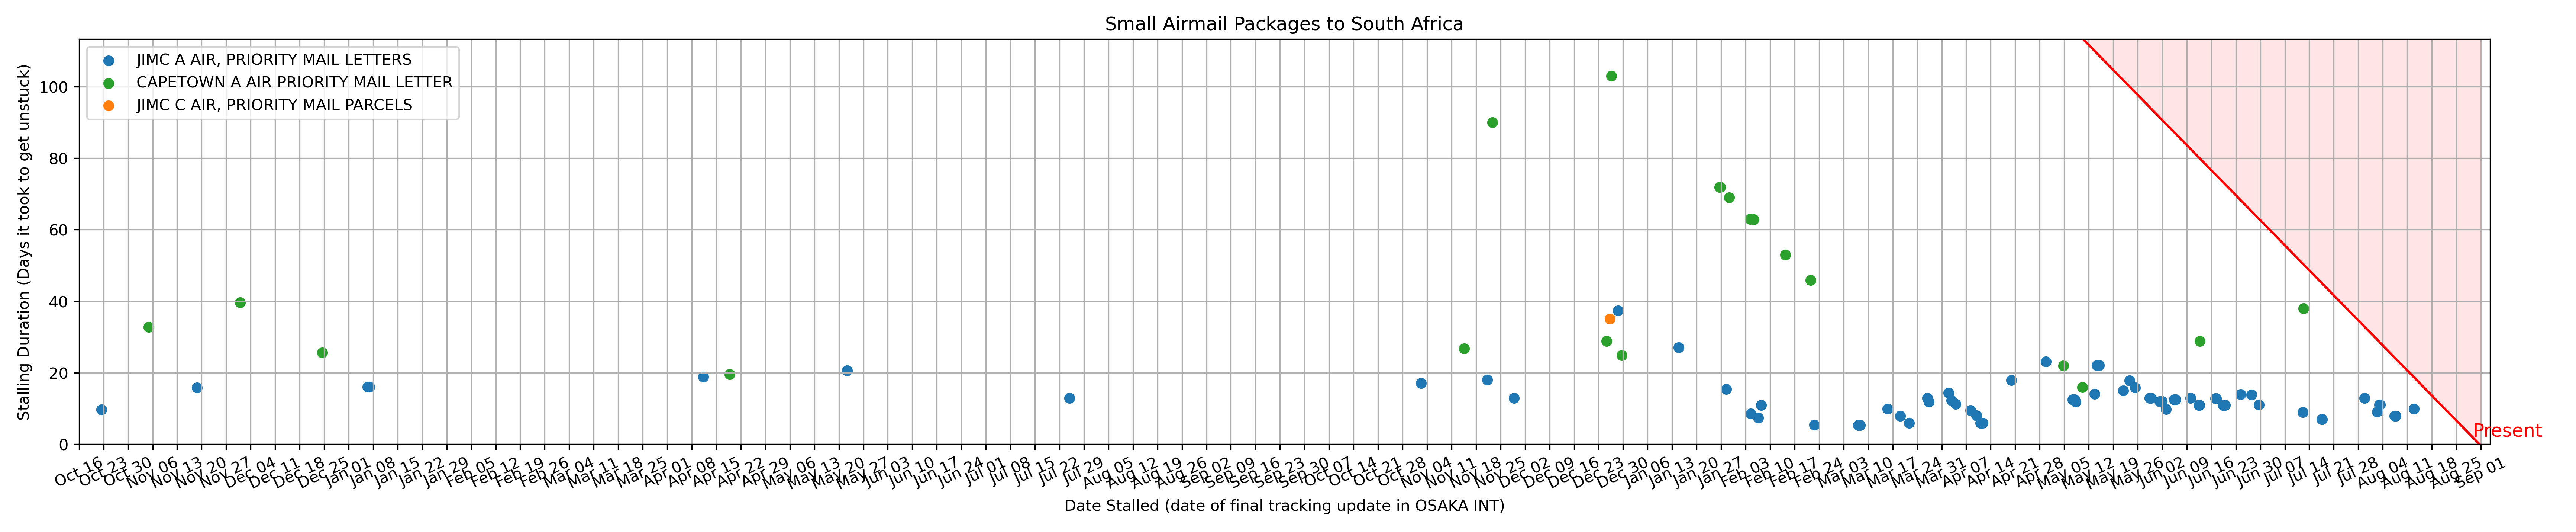 Small Airmail Packages to South Africa
JIMC A AIR, PRIORITY MAIL LETTERS
CAPETOWN A AIR PRIORITY MAIL LETTER
JIMC C AIR, PRIORITY MAIL PARCELS
Stalling Duration (Days it took to get unstuck)
100
80
60
40
20
0
Present
Oct 16
Oct 23
Oct 30
Nov 06
Nov 13
Nov 20
Nov 27
Dec 04
Dec 11
Dec 18
Dec 25
Jan 01
Jan 08
Jan 15
Jan 22
Jan 29
Feb 05
Feb 12
Feb 19
Feb 26
Mar 04
Mar 11
Mar 18
Mar 25
Apr 01
Apr 08
Apr 15
Apr 22
Apr 29
May 06
May 13
May 20
May 27
Jun 03
Jun 10
Jun 17
Jun 24
Jul 01
Jul 08
Jul 15
Jul 22
Jul 29
Aug 05
Aug 12
Aug 19
Aug 26
Sep 02
Sep 09
Sep 16
Sep 23
Sep 30
Oct 07
Oct 14
Oct 21
Oct 28
Nov 04
Nov 11
Nov 18
Nov 25
Dec 02
Dec 09
Dec 16
Dec 23
Dec 30
Jan 06
Jan 13
Jan 20
Jan 27
Feb 03
Feb 10
Feb 17
Feb 24
Mar 03
Mar 10
Mar 17
Mar 24
Mar 31
Apr 07
Apr 14
Apr 21
Apr 28
May 05
May 12
May 19
May 26
Jun 02
Jun 09
Jun 16
Jun 23
Jun 30
Jul 07
Jul 14
Jul 21
Jul 28
Aug 04
Aug 11
Aug 18
Aug 25
Sep 01
Date Stalled (date of final tracking update in OSAKA INT)